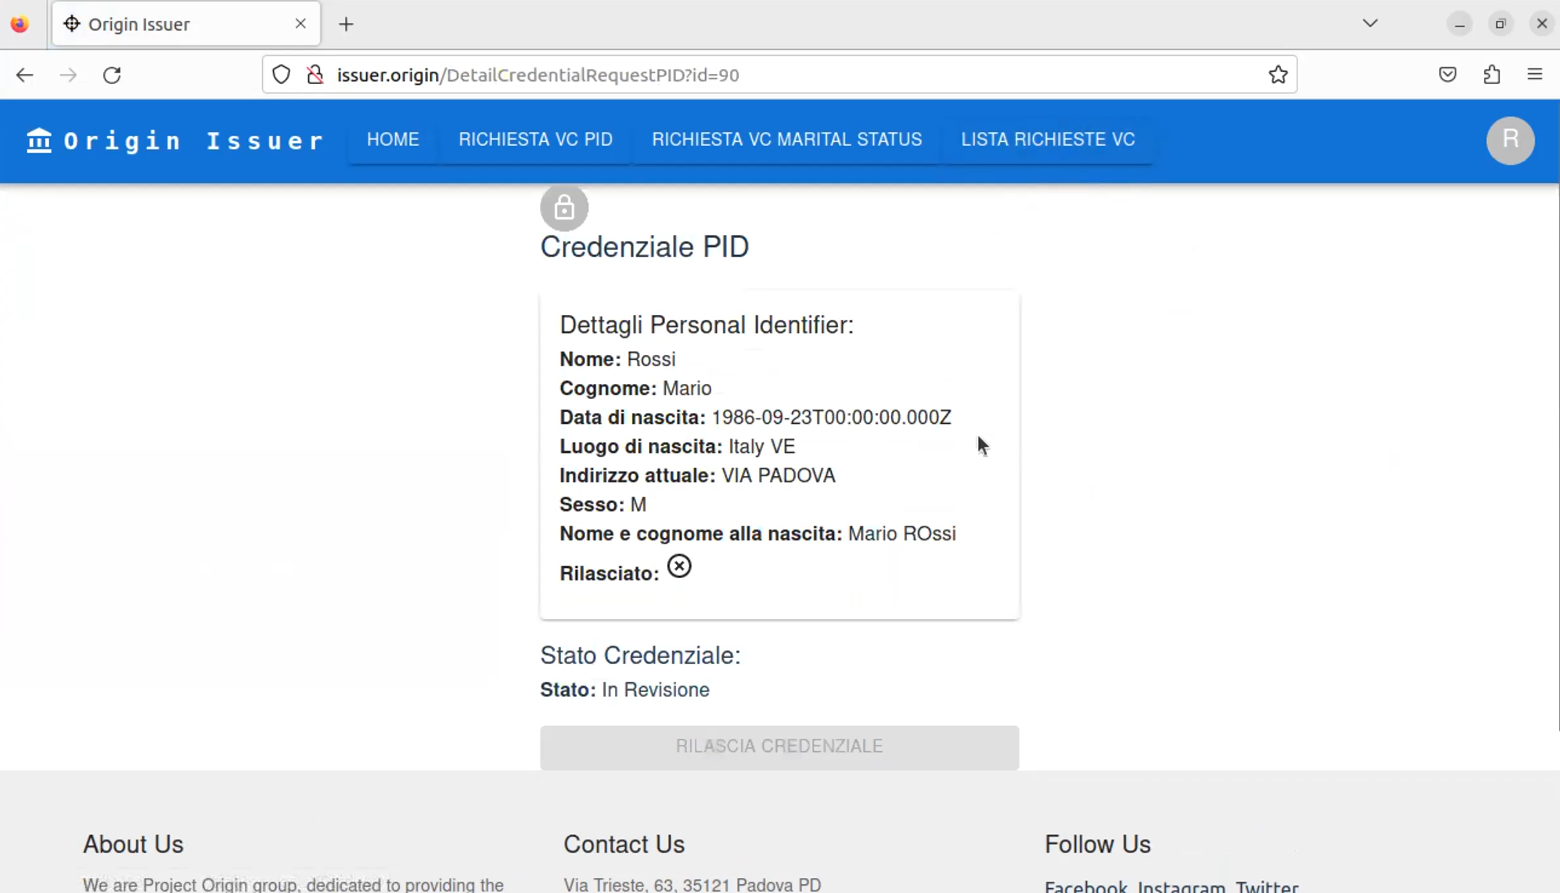 Origin Issuer
issuer.origin/DetailCredentialRequestPID?id=90
Origin Issuer HOME RICHIESTA VC PID RICHIESTA VC MARITAL STATUS LISTA RICHIESTE VC R
Credenziale PID
Dettagli Personal Identifier:
Nome: Rossi
Cognome: Mario
Data di nascita: 1986-09-23T00:00:00.000Z
Luogo di nascita: Italy VE
Indirizzo attuale: VIA PADOVA
Sesso: M
Nome e cognome alla nascita: Mario ROssi
Rilasciato:
Stato Credenziale:
Stato: In Revisione
RILASCIA CREDENZIALE
About Us
We are Project Origin group, dedicated to providing the
Contact Us
Via Trieste, 63, 35121 Padova PD
Follow Us
Facebook Instagram Twitter